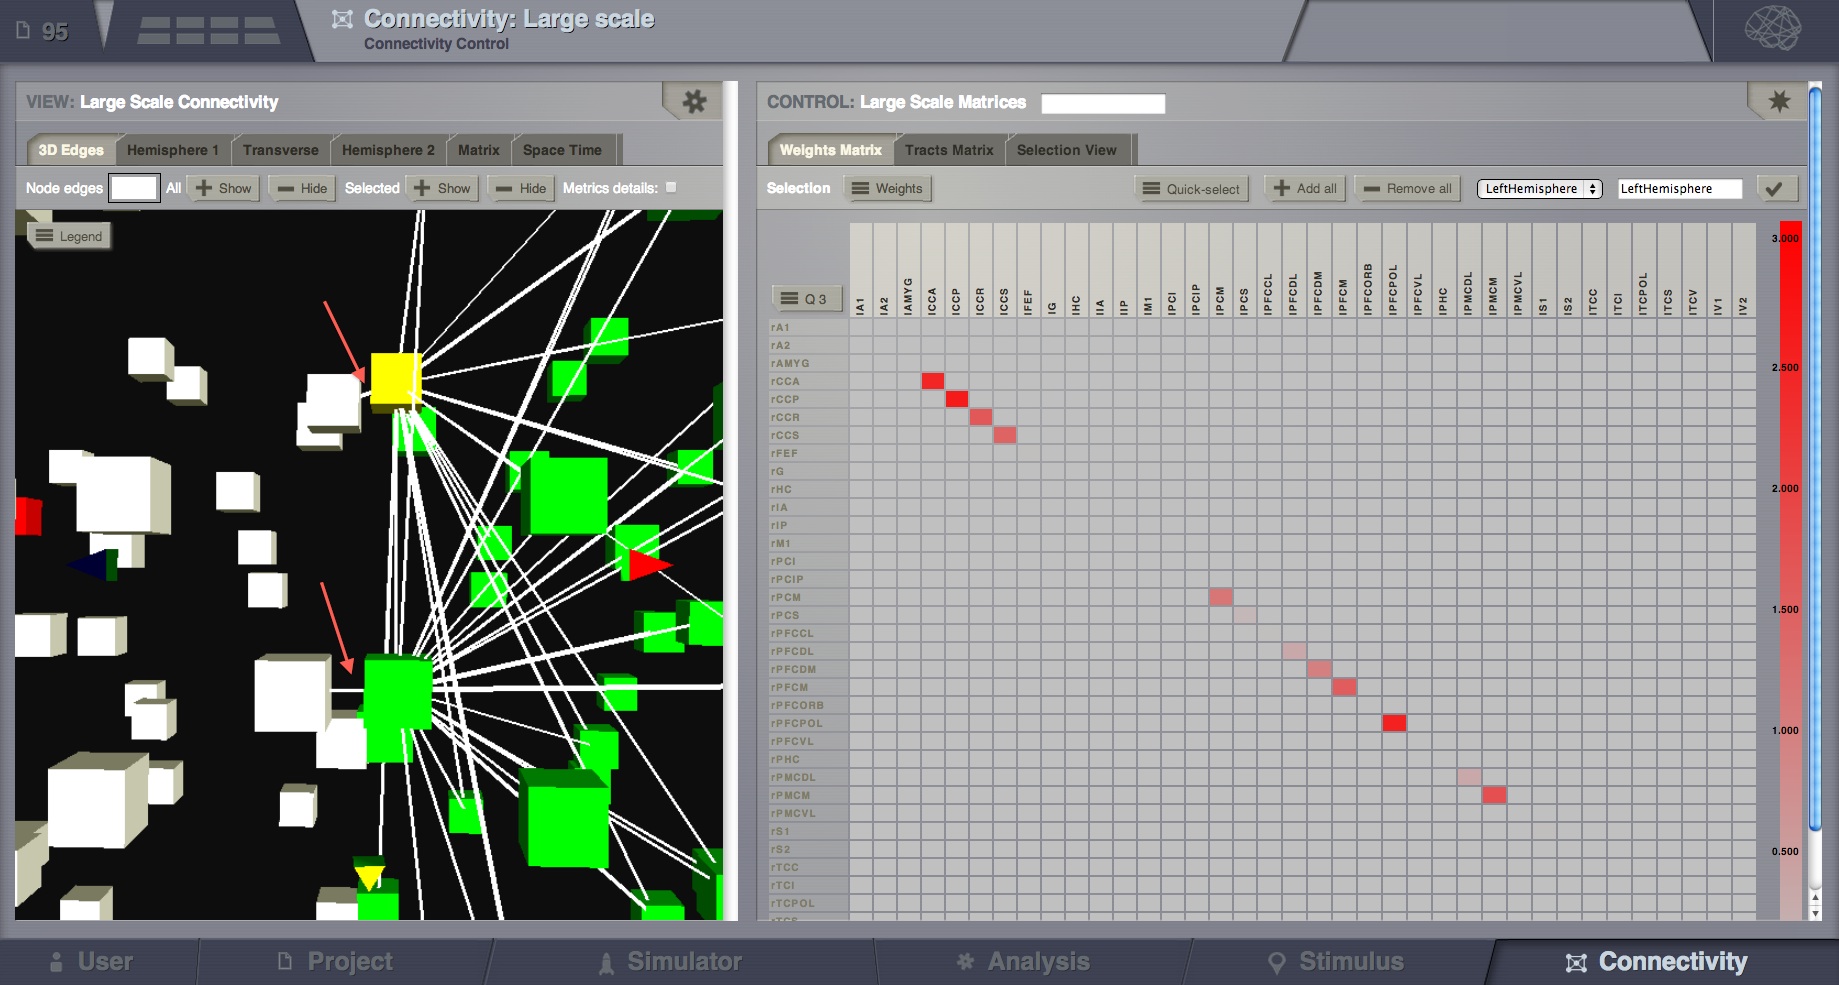 95
Connectivity: Large scale
Connectivity Control
VIEW: Large Scale Connectivity
3D Edges Hemisphere 1 Transverse Hemisphere 2 Matrix Space Time
Node edges All Show Hide Selected Show Hide Metrics details:
Legend
CONTROL: Large Scale Matrices
Weights Matrix Tracts Matrix Selection View
Selection Weights Quick-select Add all Remove all LeftHemisphere LeftHemisphere
Q 3
lA1
lA2
lAMYG
lCCA
lCCP
lCCR
lCCS
lFEF
lG
lHC
lIA
lIP
lM1
lPCI
lPCIP
lPCM
lPCS
lPFCCL
lPFCDL
lPFCDM
lPFCM
lPFCORB
lPFCPOL
lPFCVL
lPHC
lPMCDL
lPMCM
lPMCVL
lS1
lS2
lTCC
lTCI
lTCPOL
lTCS
lTCV
lV1
lV2
rA1
rA2
rAMYG
rCCA
rCCP
rCCR
rCCS
rFEF
rG
rHC
rIA
rIP
rM1
rPCI
rPCIP
rPCM
rPCS
rPFCCL
rPFCDL
rPFCDM
rPFCM
rPFCORB
rPFCPOL
rPFCVL
rPHC
rPMCDL
rPMCM
rPMCVL
rS1
rS2
rTCC
rTCI
rTCPOL
rTCS
3.000
2.500
2.000
1.500
1.000
0.500
User Project Simulator Analysis Stimulus Connectivity